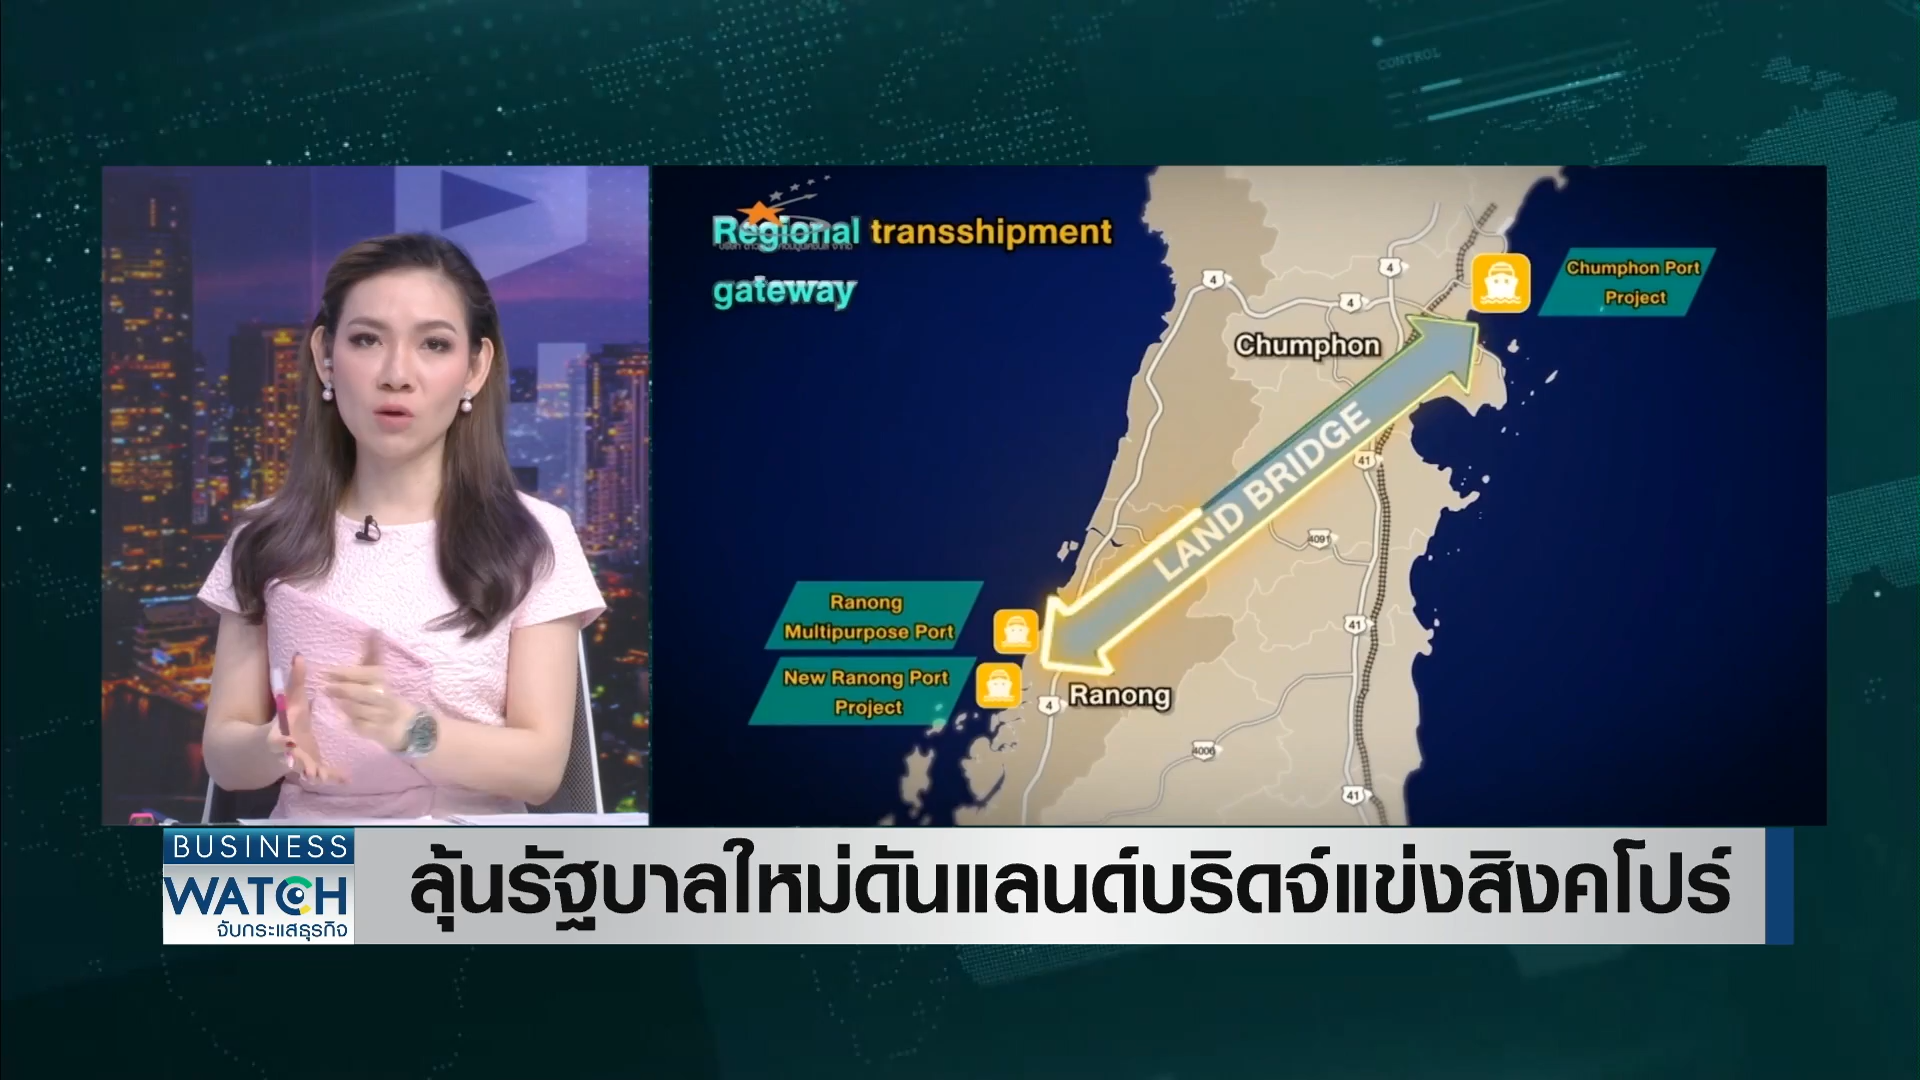 CONTROL
Regional transshipment
gateway
Chumphon Port
Project
4
4
4
Chumphon
LAND BRIDGE
41
4091
Ranong
Multipurpose Port
41
New Ranong Port
Project
4
Ranong
4006
41
BUSINESS
WATCH
จับกระแสธุรกิจ
ลุ้นรัฐบาลใหม่ดันแลนด์บริดจ์แข่งสิงคโปร์